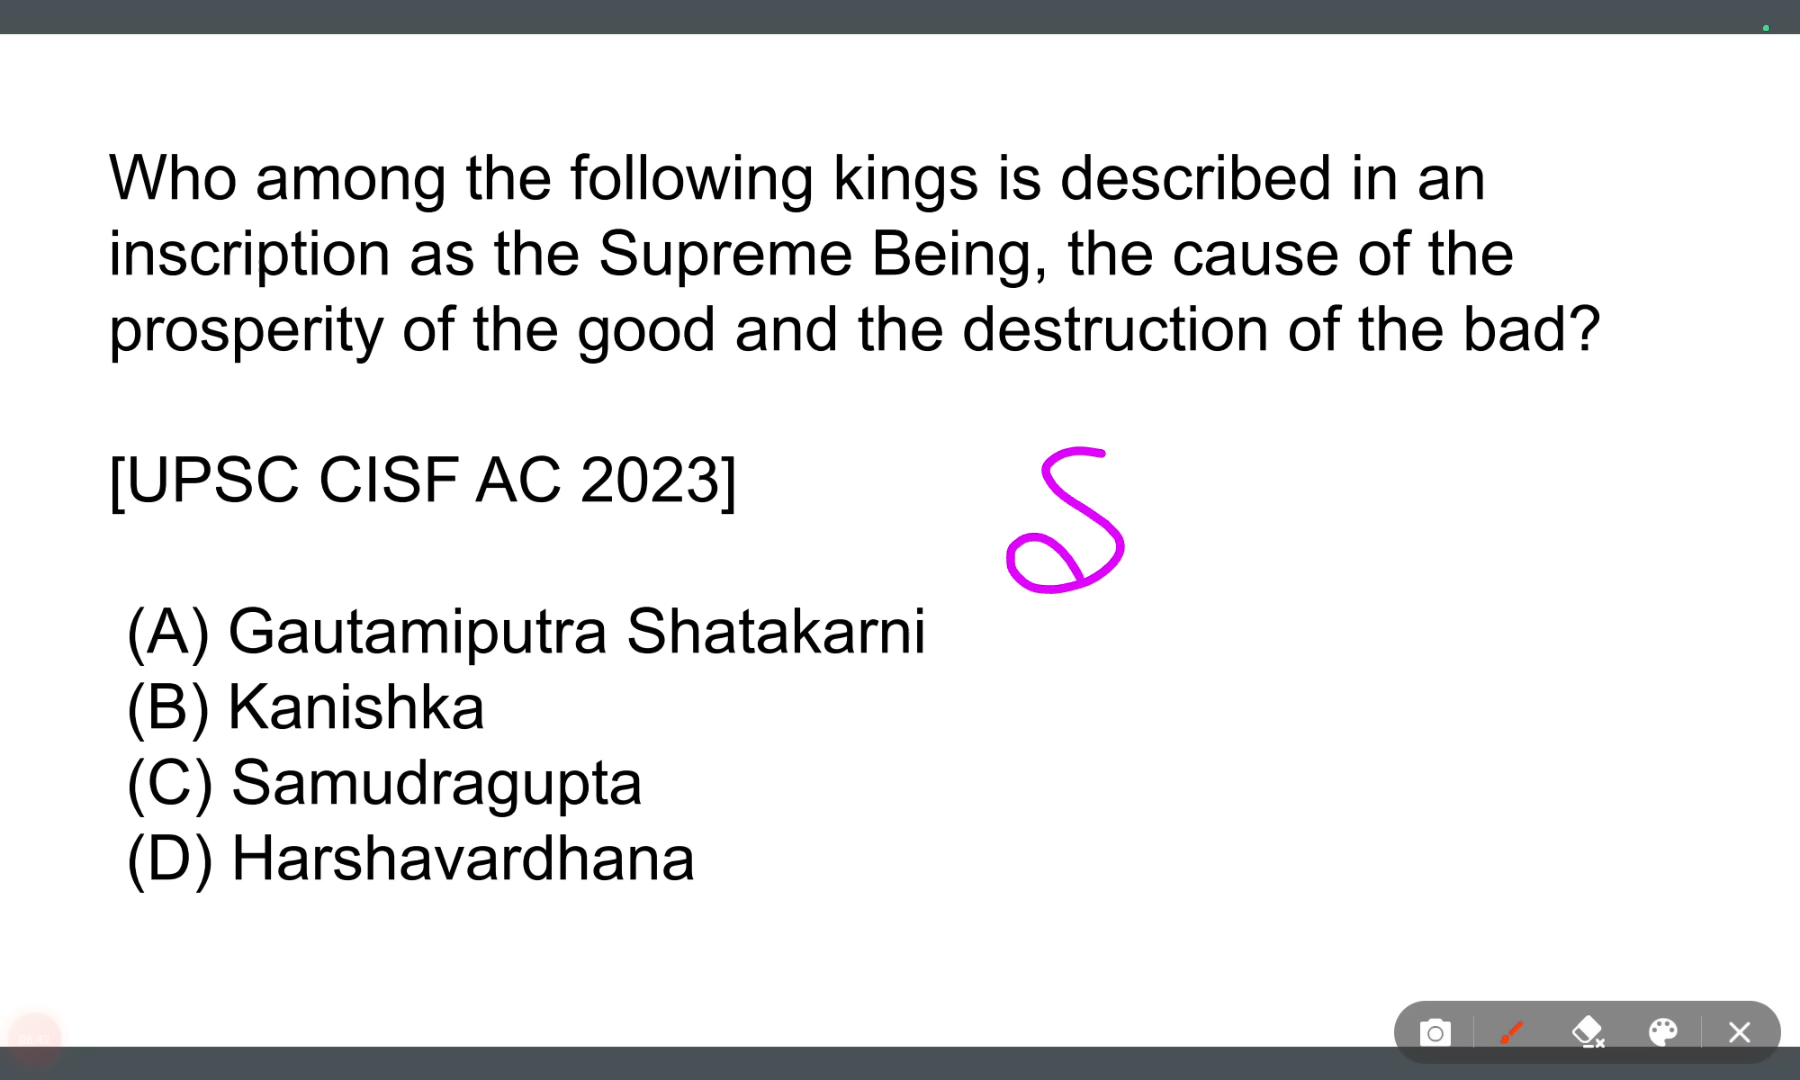 Who among the following kings is described in an
inscription as the Supreme Being, the cause of the
prosperity of the good and the destruction of the bad?
[UPSC CISF AC 2023]
S
(A) Gautamiputra Shatakarni
(B) Kanishka
(C) Samudragupta
(D) Harshavardhana